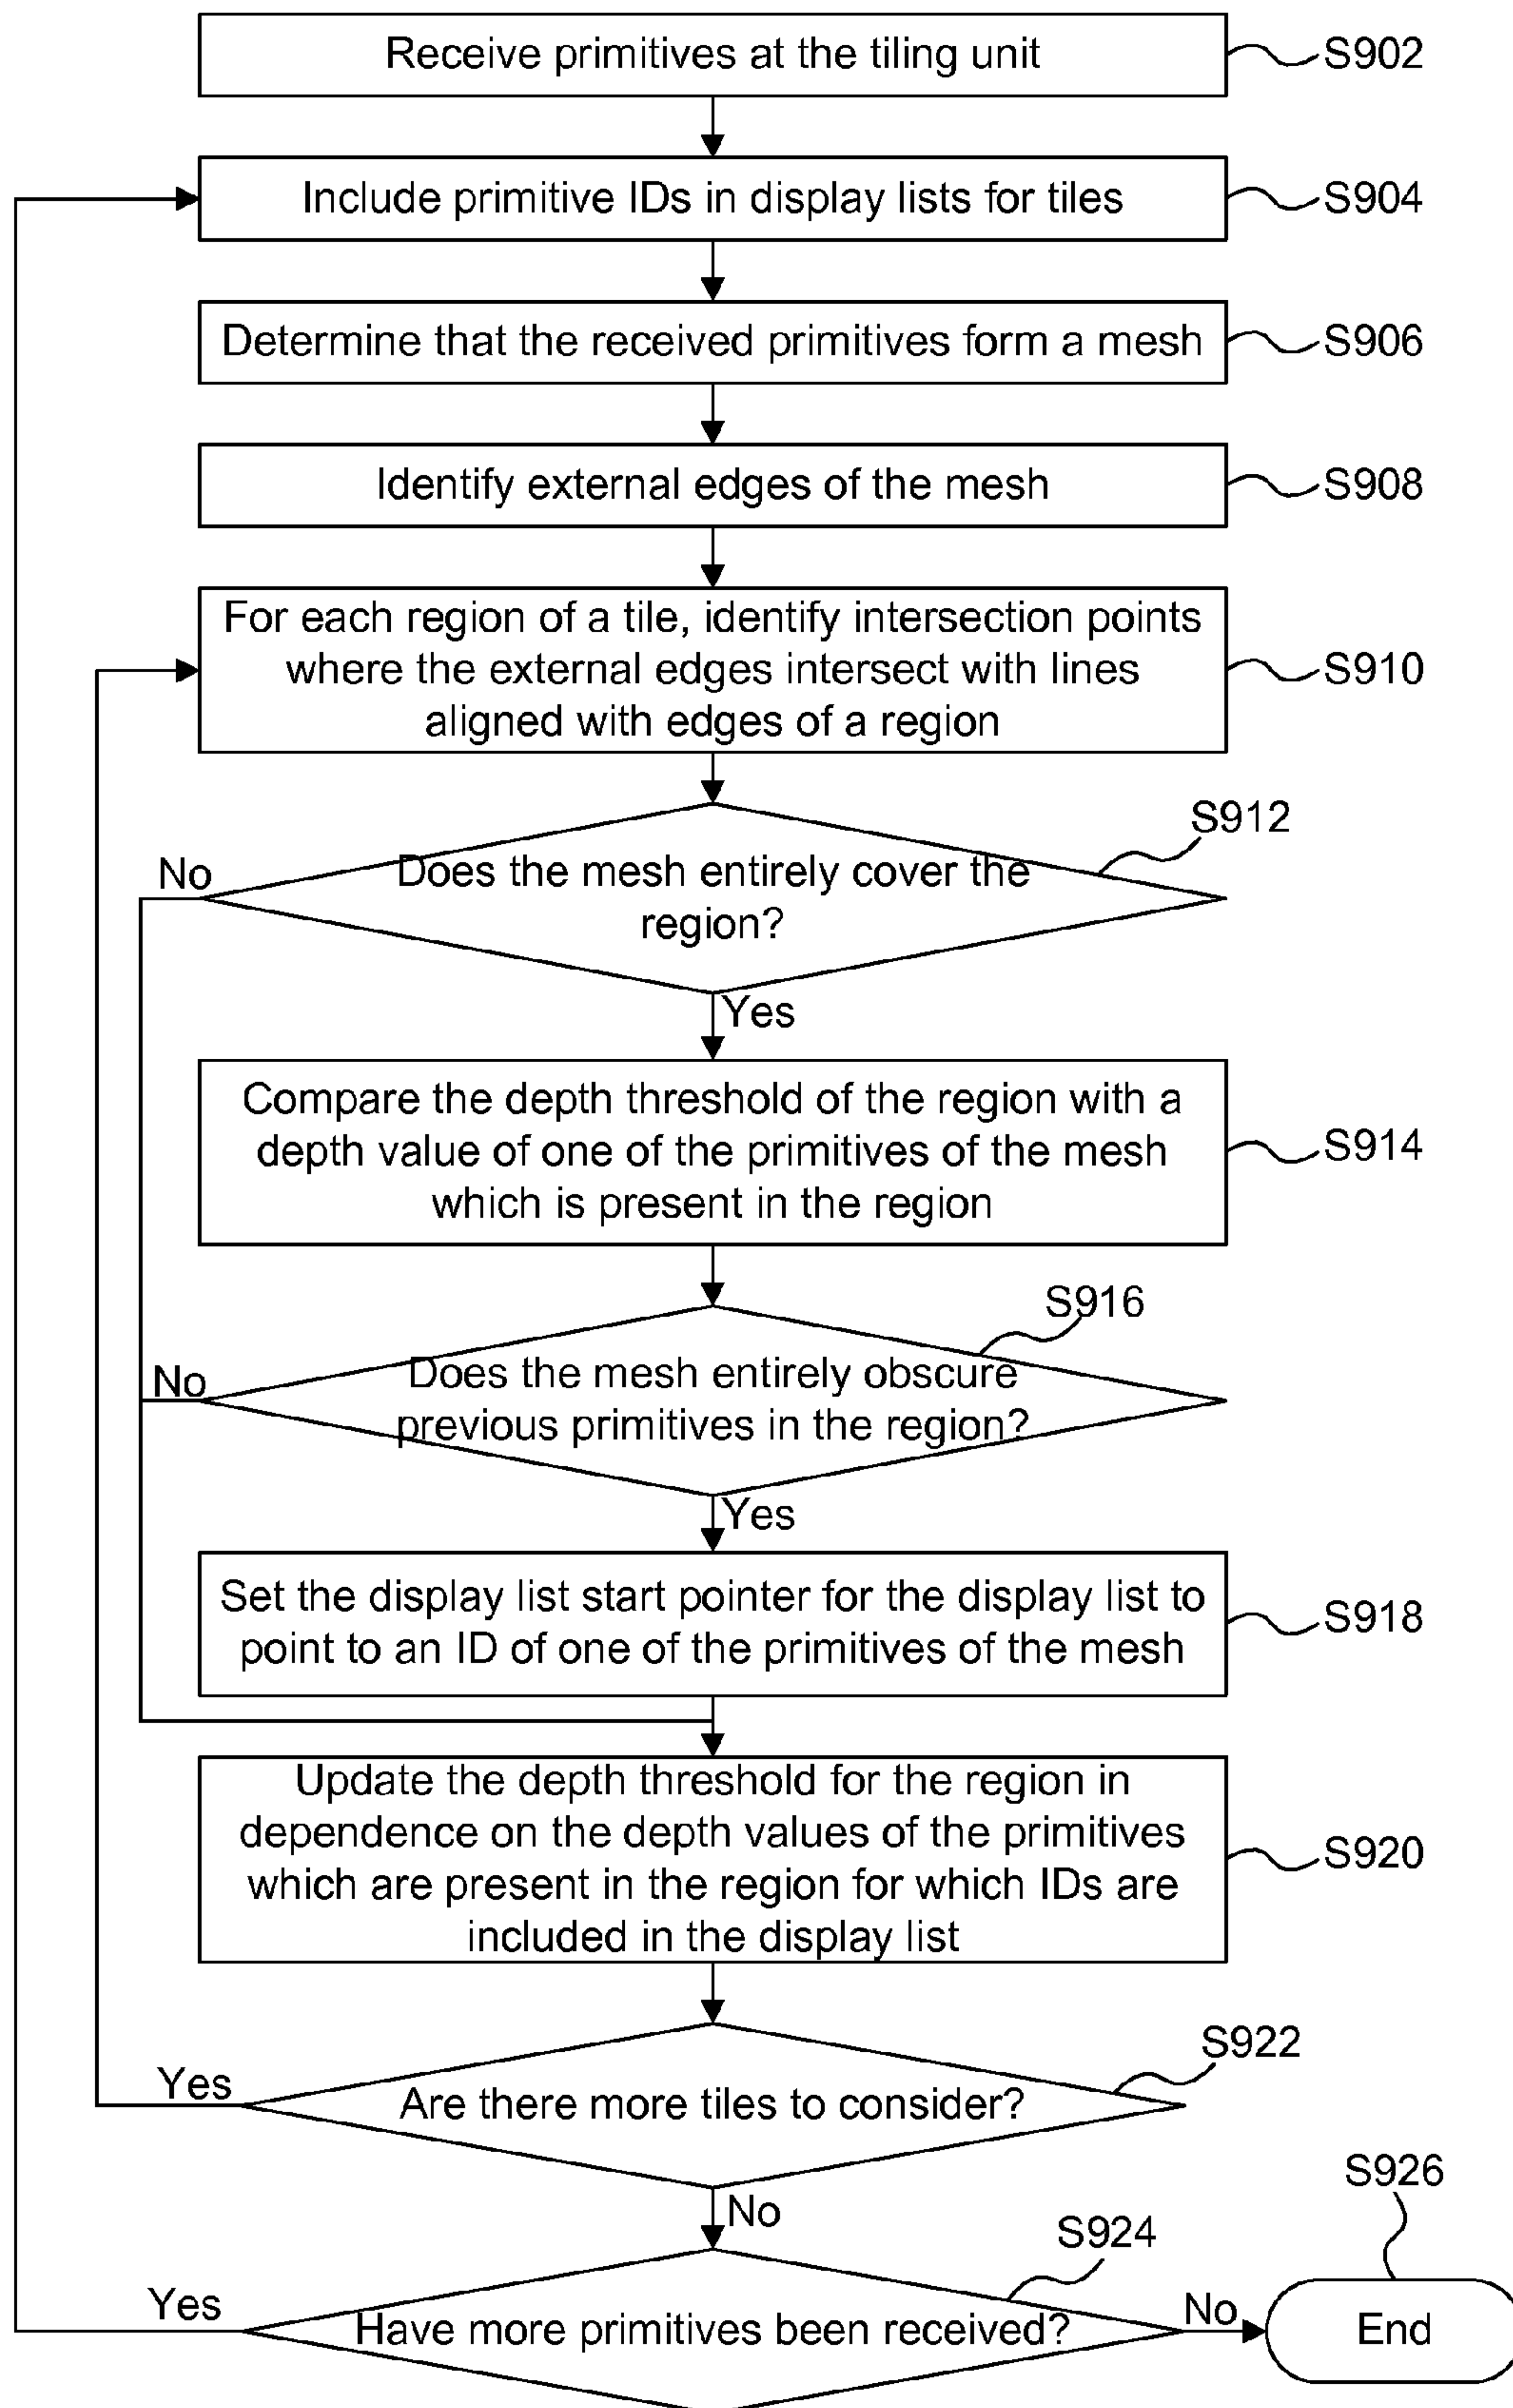 Receive primitives at the tiling unit
S902
Include primitive IDs in display lists for tiles
S904
Determine that the received primitives form a mesh
S906
Identify external edges of the mesh
S908
For each region of a tile, identify intersection points
where the external edges intersect with lines
aligned with edges of a region
S910
S912
No
Does the mesh entirely cover the
region?
Yes
Compare the depth threshold of the region with a
depth value of one of the primitives of the mesh
which is present in the region
S914
S916
No
Does the mesh entirely obscure
previous primitives in the region?
Yes
Set the display list start pointer for the display list to
point to an ID of one of the primitives of the mesh
S918
Update the depth threshold for the region in
dependence on the depth values of the primitives
which are present in the region for which IDs are
included in the display list
S920
S922
Yes
Are there more tiles to consider?
No
S926
S924
Yes
Have more primitives been received?
No
End